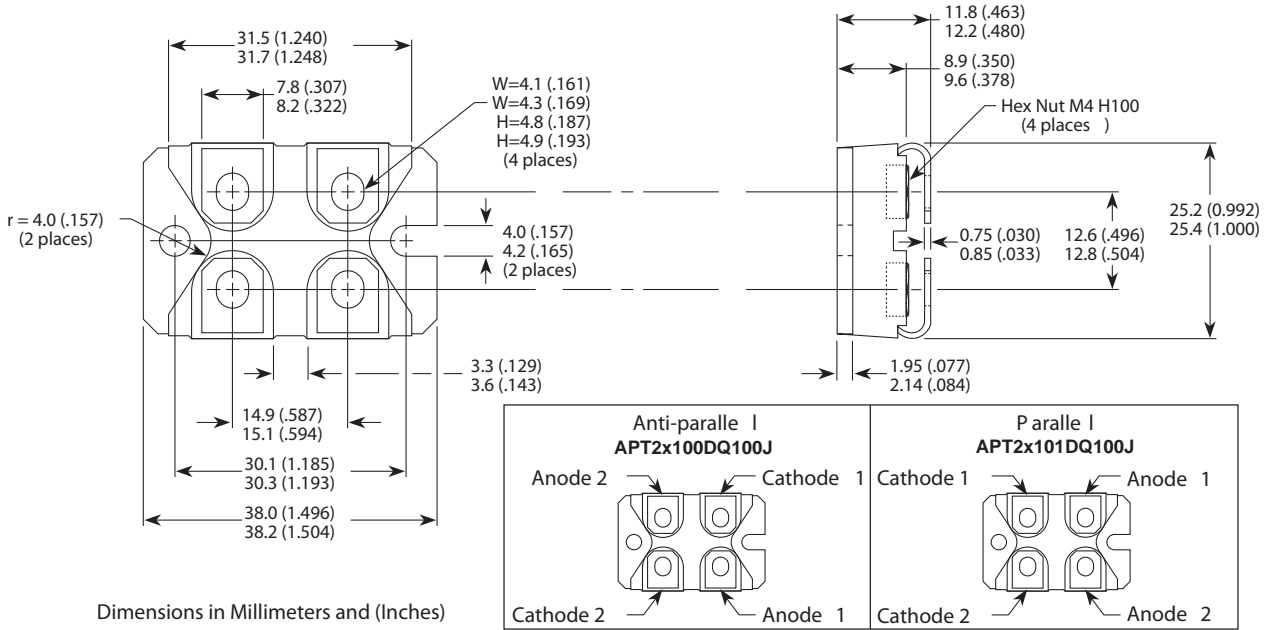 31.5 (1.240)
31.7 (1.248)
7.8 (.307)
8.2 (.322)
W=4.1 (.161)
W=4.3 (.169)
H=4.8 (.187)
H=4.9 (.193)
(4 places)
r = 4.0 (.157)
(2 places)
4.0 (.157)
4.2 (.165)
(2 places)
3.3 (.129)
3.6 (.143)
14.9 (.587)
15.1 (.594)
30.1 (1.185)
30.3 (1.193)
38.0 (1.496)
38.2 (1.504)
11.8 (.463)
12.2 (.480)
8.9 (.350)
9.6 (.378)
Hex Nut M4 H100
(4 places )
0.75 (.030)
0.85 (.033)
12.6 (.496)
12.8 (.504)
25.2 (0.992)
25.4 (1.000)
1.95 (.077)
2.14 (.084)
Anti-paralle l
APT2x100DQ100J
Anode 2
Cathode 1
Cathode 2
Anode 1
P aralle l
APT2x101DQ100J
Cathode 1
Anode 1
Cathode 2
Anode 2
Dimensions in Millimeters and (Inches)